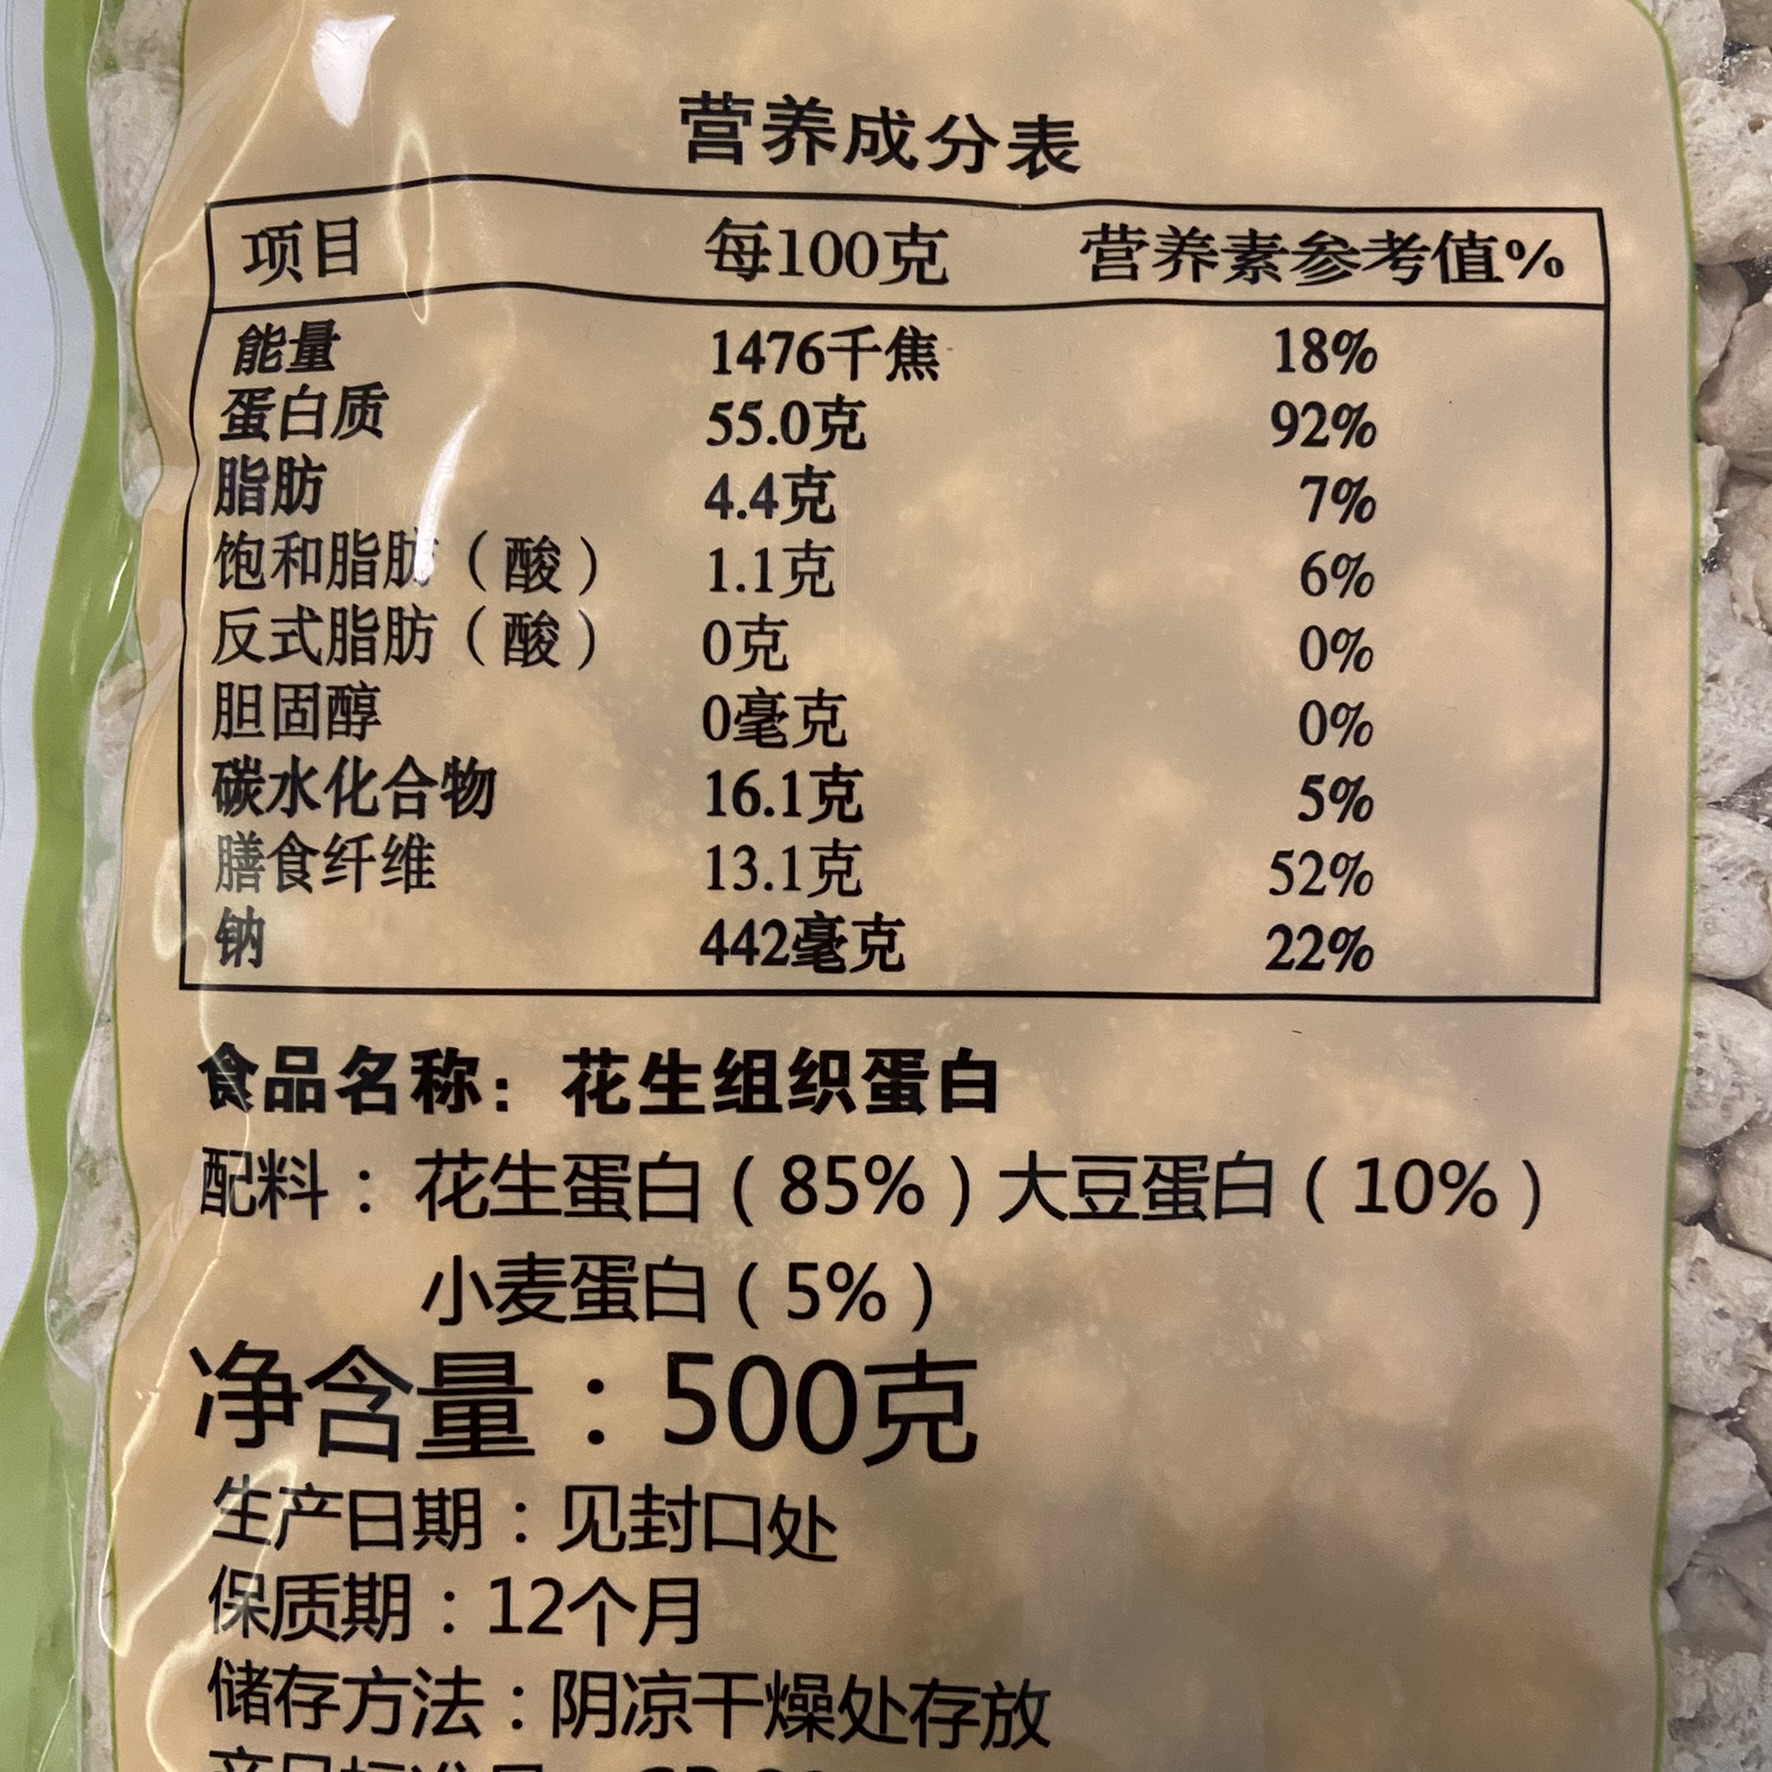 营养成分表
项目 每100克 营养素参考值%
能量 1476千焦 18%
蛋白质 55.0克 92%
脂肪 4.4克 7%
饱和脂肪（酸） 1.1克 6%
反式脂肪（酸） 0克 0%
胆固醇 0毫克 0%
碳水化合物 16.1克 5%
膳食纤维 13.1克 52%
钠 442毫克 22%
食品名称：花生组织蛋白
配料：花生蛋白（85%）大豆蛋白（10%）
小麦蛋白（5%）
净含量：500克
生产日期：见封口处
保质期：12个月
储存方法：阴凉干燥处存放